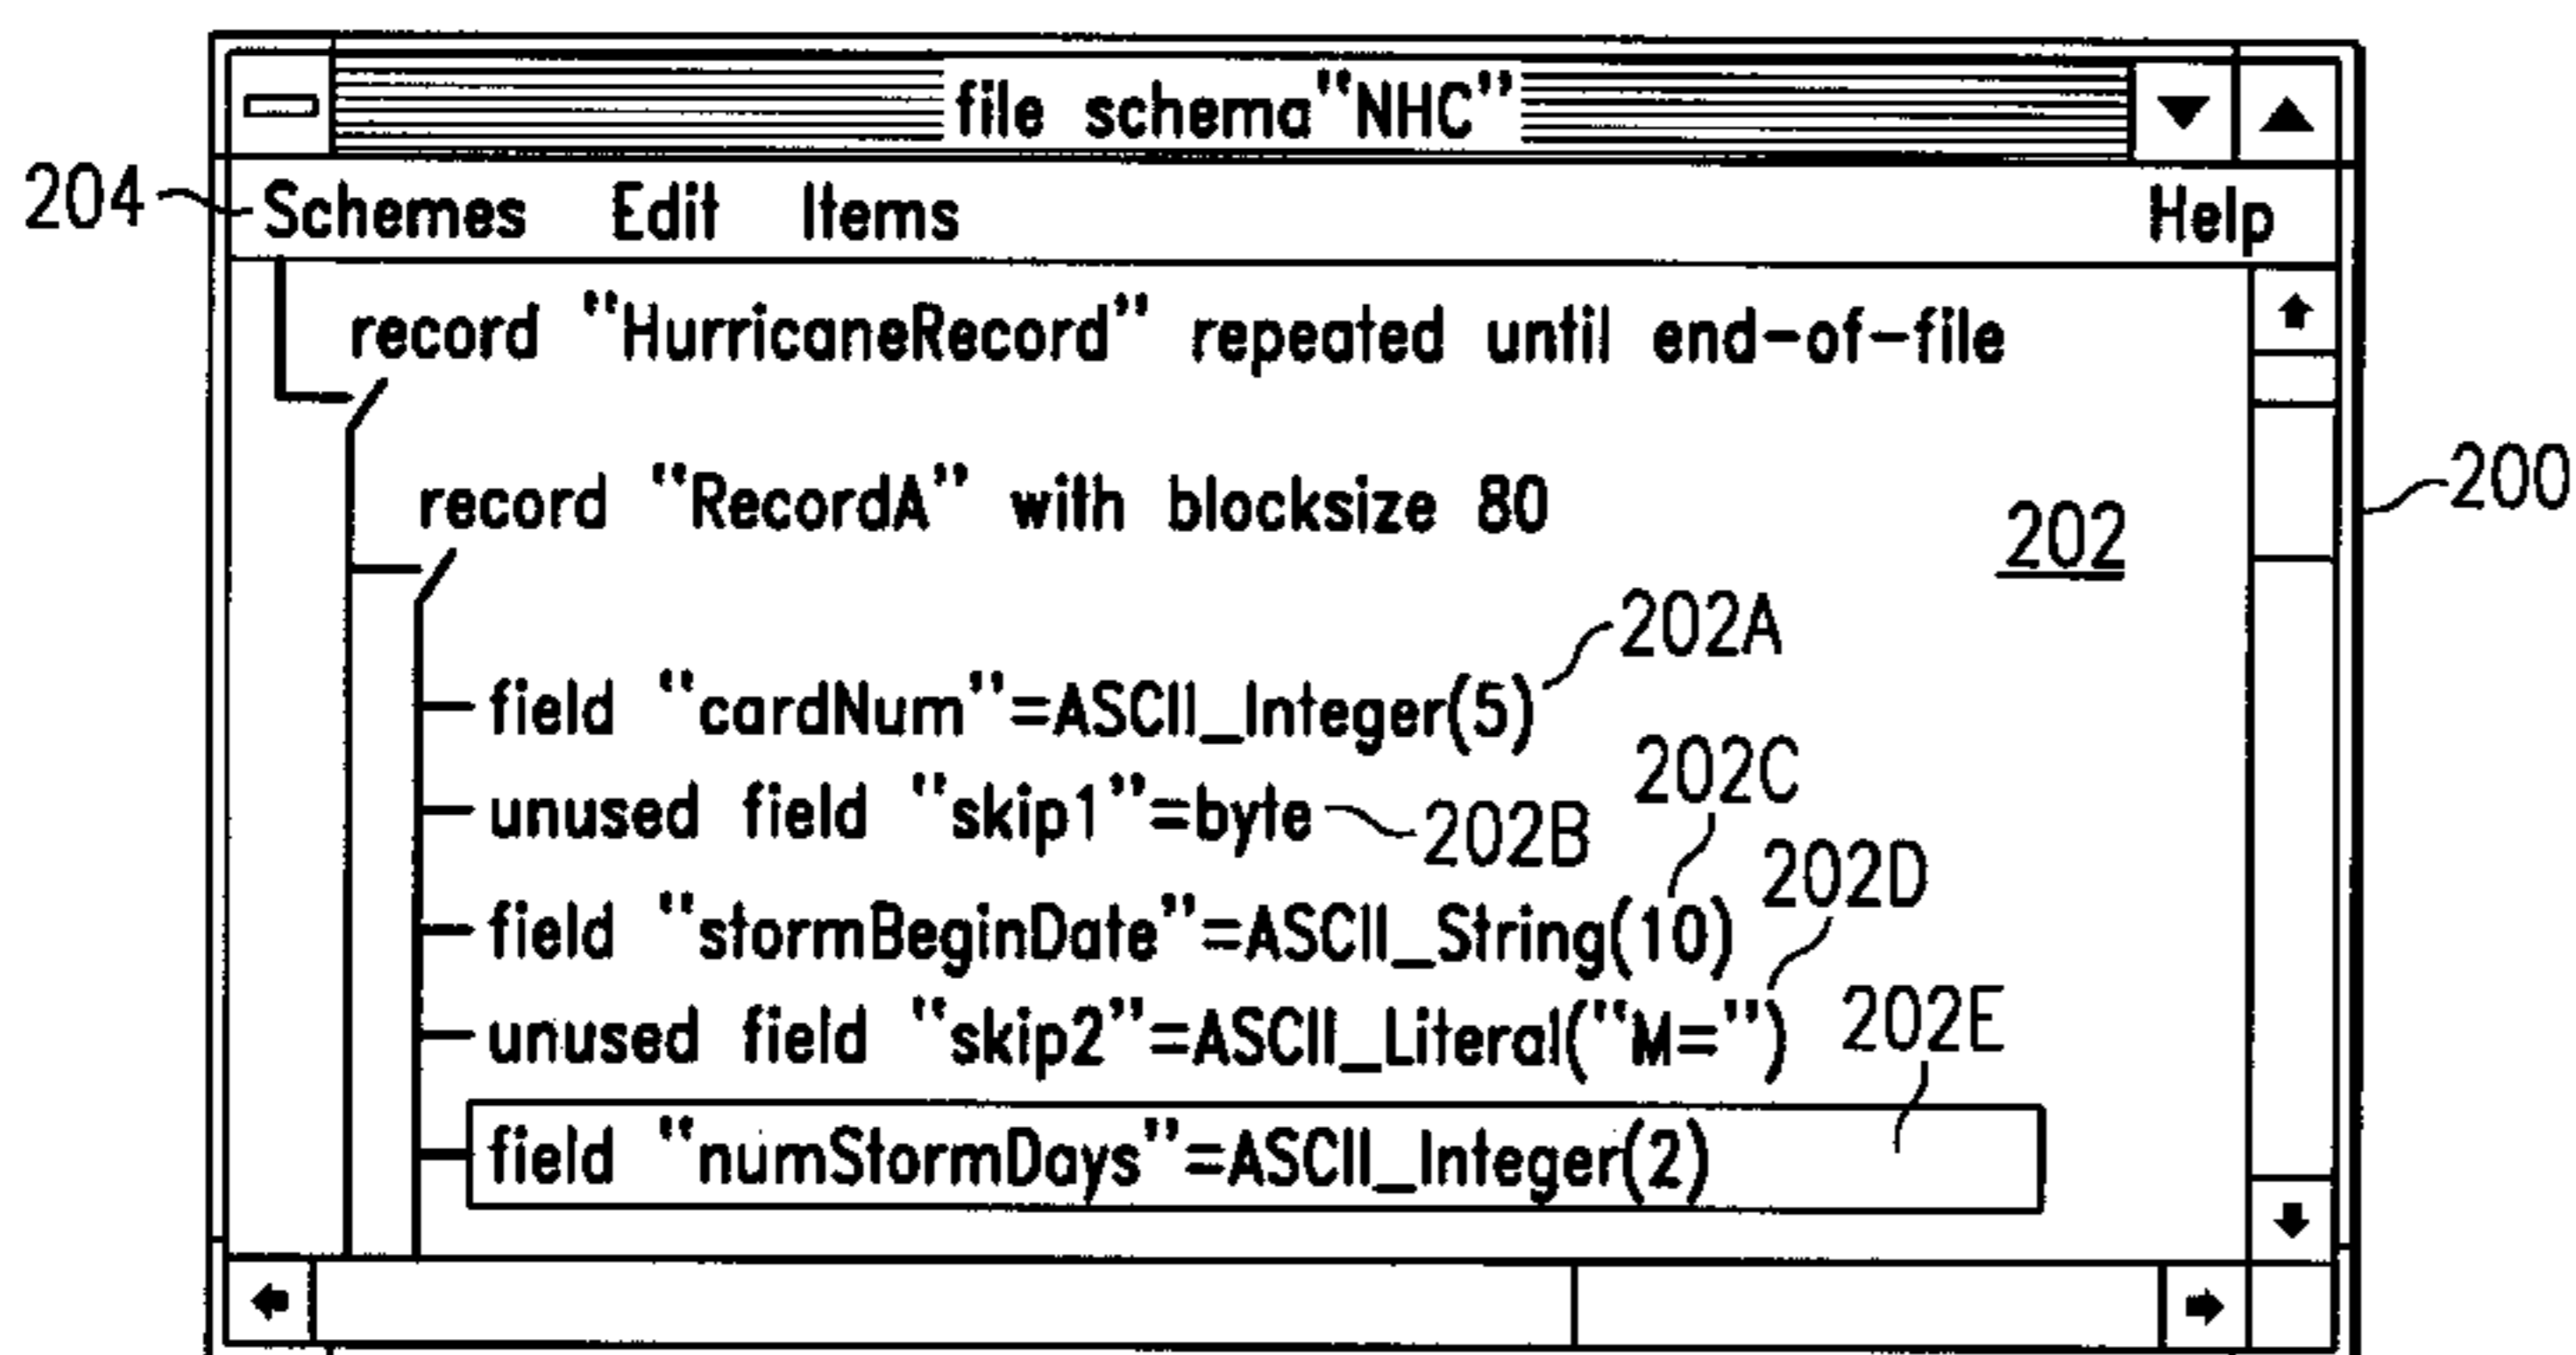 file schema"NHC"
204 Schemes Edit Items Help
record "HurricaneRecord" repeated until end-of-file
record "RecordA" with blocksize 80
200
202
202A
field "cardNum"=ASCII_Integer(5)
202C
unused field "skip1"=byte 202B
202D
field "stormBeginDate"=ASCII_String(10)
202E
unused field "skip2"=ASCII_Literal("M=")
field "numStormDays"=ASCII_Integer(2)